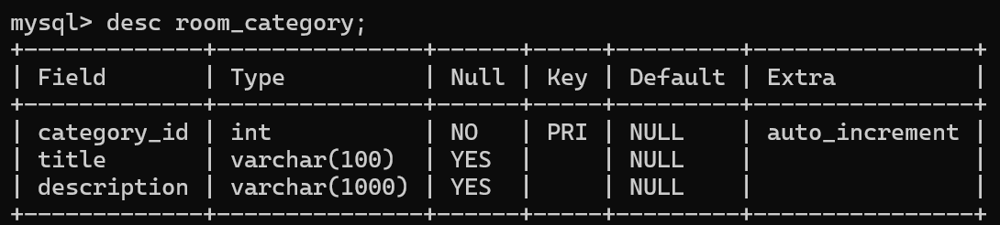 mysql> desc room_category;
+-------------+---------------+------+-----+---------+----------------+
| Field       | Type          | Null | Key | Default | Extra          |
+-------------+---------------+------+-----+---------+----------------+
| category_id | int           | NO   | PRI | NULL    | auto_increment |
| title       | varchar(100)  | YES  |     | NULL    |                |
| description | varchar(1000) | YES  |     | NULL    |                |
+-------------+---------------+------+-----+---------+----------------+